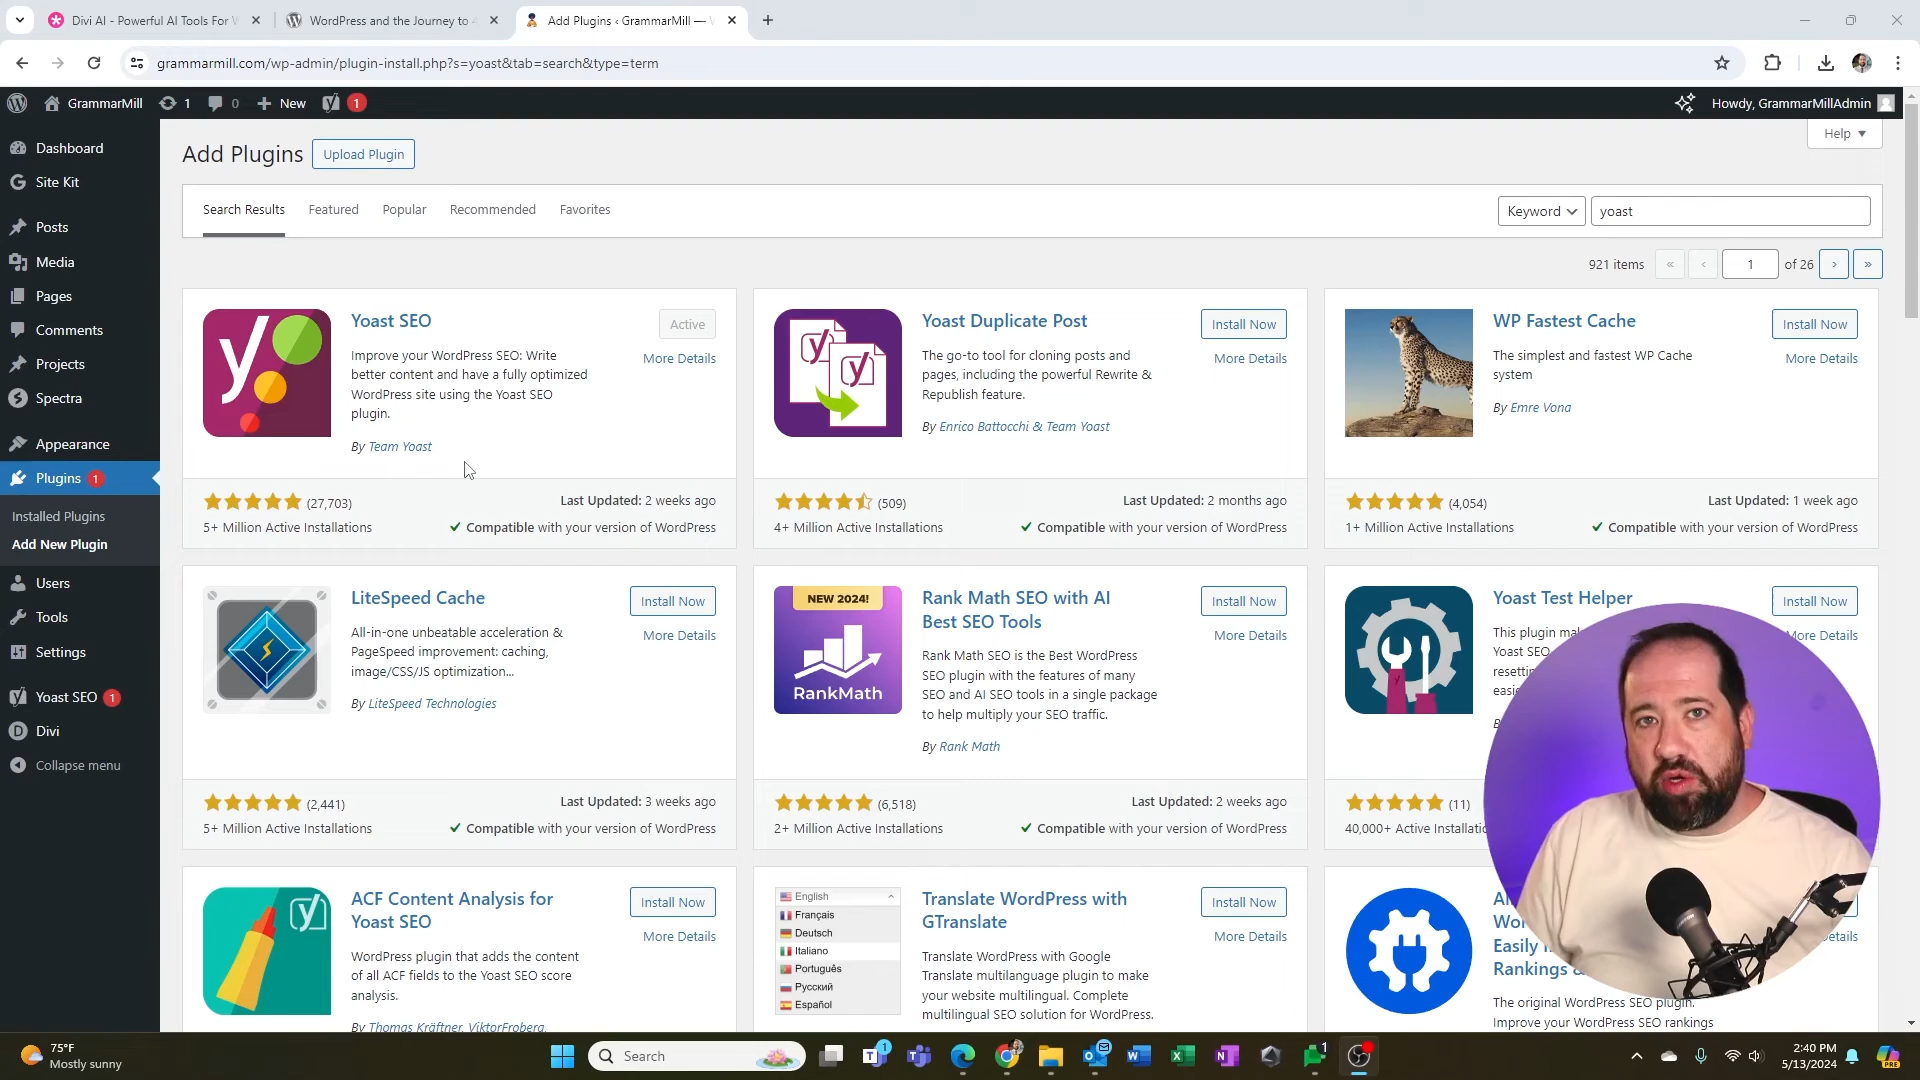 Divi AI - Powerful AI Tools For W
WordPress and the Journey to
Add Plugins ‹ GrammarMill — W
grammarmill.com/wp-admin/plugin-install.php?s=yoast&tab=search&type=term
GrammarMill
1
0
New
1
Howdy, GrammarMillAdmin
Dashboard
Site Kit
Posts
Media
Pages
Comments
Projects
Spectra
Appearance
Plugins 1
Installed Plugins
Add New Plugin
Users
Tools
Settings
Yoast SEO 1
Divi
Collapse menu
Help
Add Plugins
Upload Plugin
Search Results
Featured
Popular
Recommended
Favorites
Keyword
yoast
921 items
«
‹
1
of 26
›
»
Yoast SEO
Active
More Details
Improve your WordPress SEO: Write
better content and have a fully optimized
WordPress site using the Yoast SEO
plugin.
By Team Yoast
(27,703)
Last Updated: 2 weeks ago
5+ Million Active Installations
Compatible with your version of WordPress
Yoast Duplicate Post
Install Now
More Details
The go-to tool for cloning posts and
pages, including the powerful Rewrite &
Republish feature.
By Enrico Battocchi & Team Yoast
(509)
Last Updated: 2 months ago
4+ Million Active Installations
Compatible with your version of WordPress
WP Fastest Cache
Install Now
More Details
The simplest and fastest WP Cache
system
By Emre Vona
(4,054)
Last Updated: 1 week ago
1+ Million Active Installations
Compatible with your version of WordPress
LiteSpeed Cache
Install Now
More Details
All-in-one unbeatable acceleration &
PageSpeed improvement: caching,
image/CSS/JS optimization...
By LiteSpeed Technologies
(2,441)
Last Updated: 3 weeks ago
5+ Million Active Installations
Compatible with your version of WordPress
NEW 2024!
RankMath
Rank Math SEO with AI
Best SEO Tools
Install Now
More Details
Rank Math SEO is the Best WordPress
SEO plugin with the features of many
SEO and AI SEO tools in a single package
to help multiply your SEO traffic.
By Rank Math
(6,518)
Last Updated: 2 weeks ago
2+ Million Active Installations
Compatible with your version of WordPress
Yoast Test Helper
Install Now
More Details
This plugin mak
Yoast SEO
resetting
easie
(11)
40,000+ Active Installatio
ACF Content Analysis for
Yoast SEO
Install Now
More Details
WordPress plugin that adds the content
of all ACF fields to the Yoast SEO score
analysis.
By Thomas Kräftner, ViktorFroberg,
English
Français
Deutsch
Italiano
Português
Русский
Español
Translate WordPress with
GTranslate
Install Now
More Details
Translate WordPress with Google
Translate multilanguage plugin to make
your website multilingual. Complete
multilingual SEO solution for WordPress.
Wor
Easily
Rankings &
etails
The original WordPress SEO plugin.
Improve your WordPress SEO rankings
75°F
Mostly sunny
Search
1
1
2:40 PM
5/13/2024
PRE